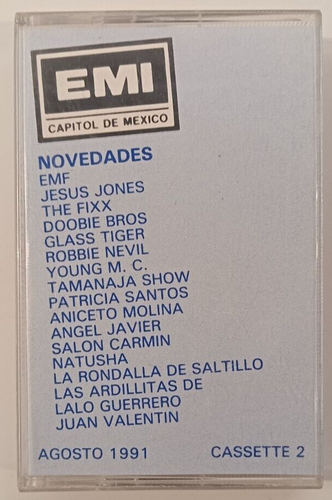 EMI
CAPITOL DE MEXICO
NOVEDADES
EMF
JESUS JONES
THE FIXX
DOOBIE BROS
GLASS TIGER
ROBBIE NEVIL
YOUNG M. C.
TAMANAJA SHOW
PATRICIA SANTOS
ANICETO MOLINA
ANGEL JAVIER
SALON CARMIN
NATUSHA
LA RONDALLA DE SALTILLO
LAS ARDILLITAS DE
LALO GUERRERO
JUAN VALENTIN
AGOSTO 1991 CASSETTE 2